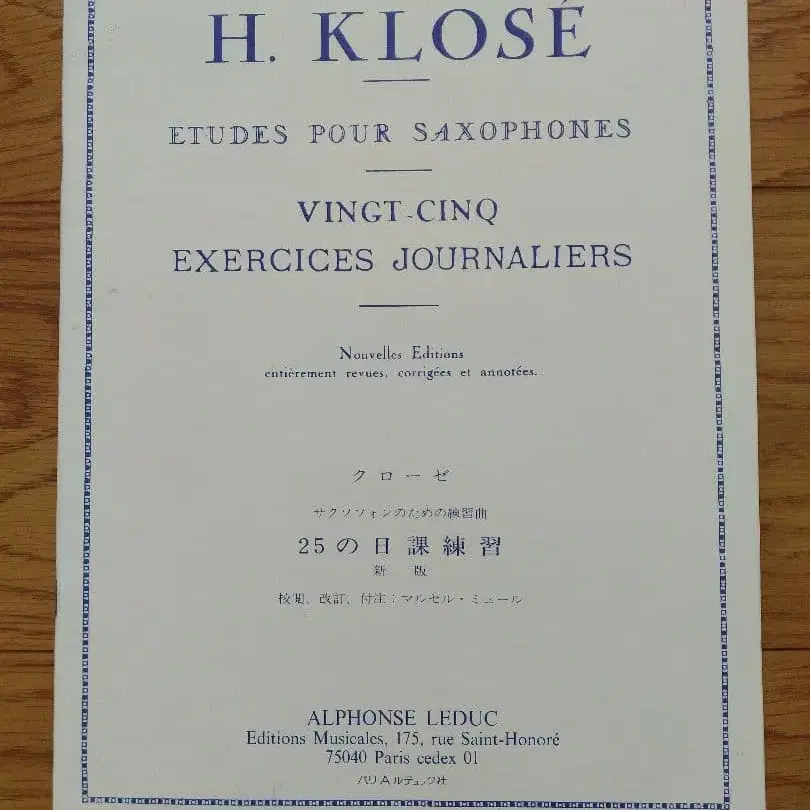 H. KLOSÉ
ETUDES POUR SAXOPHONES
VINGT-CINQ
EXERCICES JOURNALIERS
Nouvelles Editions
entièrement revues, corrigées et annotées.
クローゼ
サクソフォンのための練習曲
25の日課練習
新版
校閲、改訂、付注:マルセル・ミュール
ALPHONSE LEDUC
Editions Musicales, 175, rue Saint-Honoré
75040 Paris cedex 01
パリ A.ルデュック社